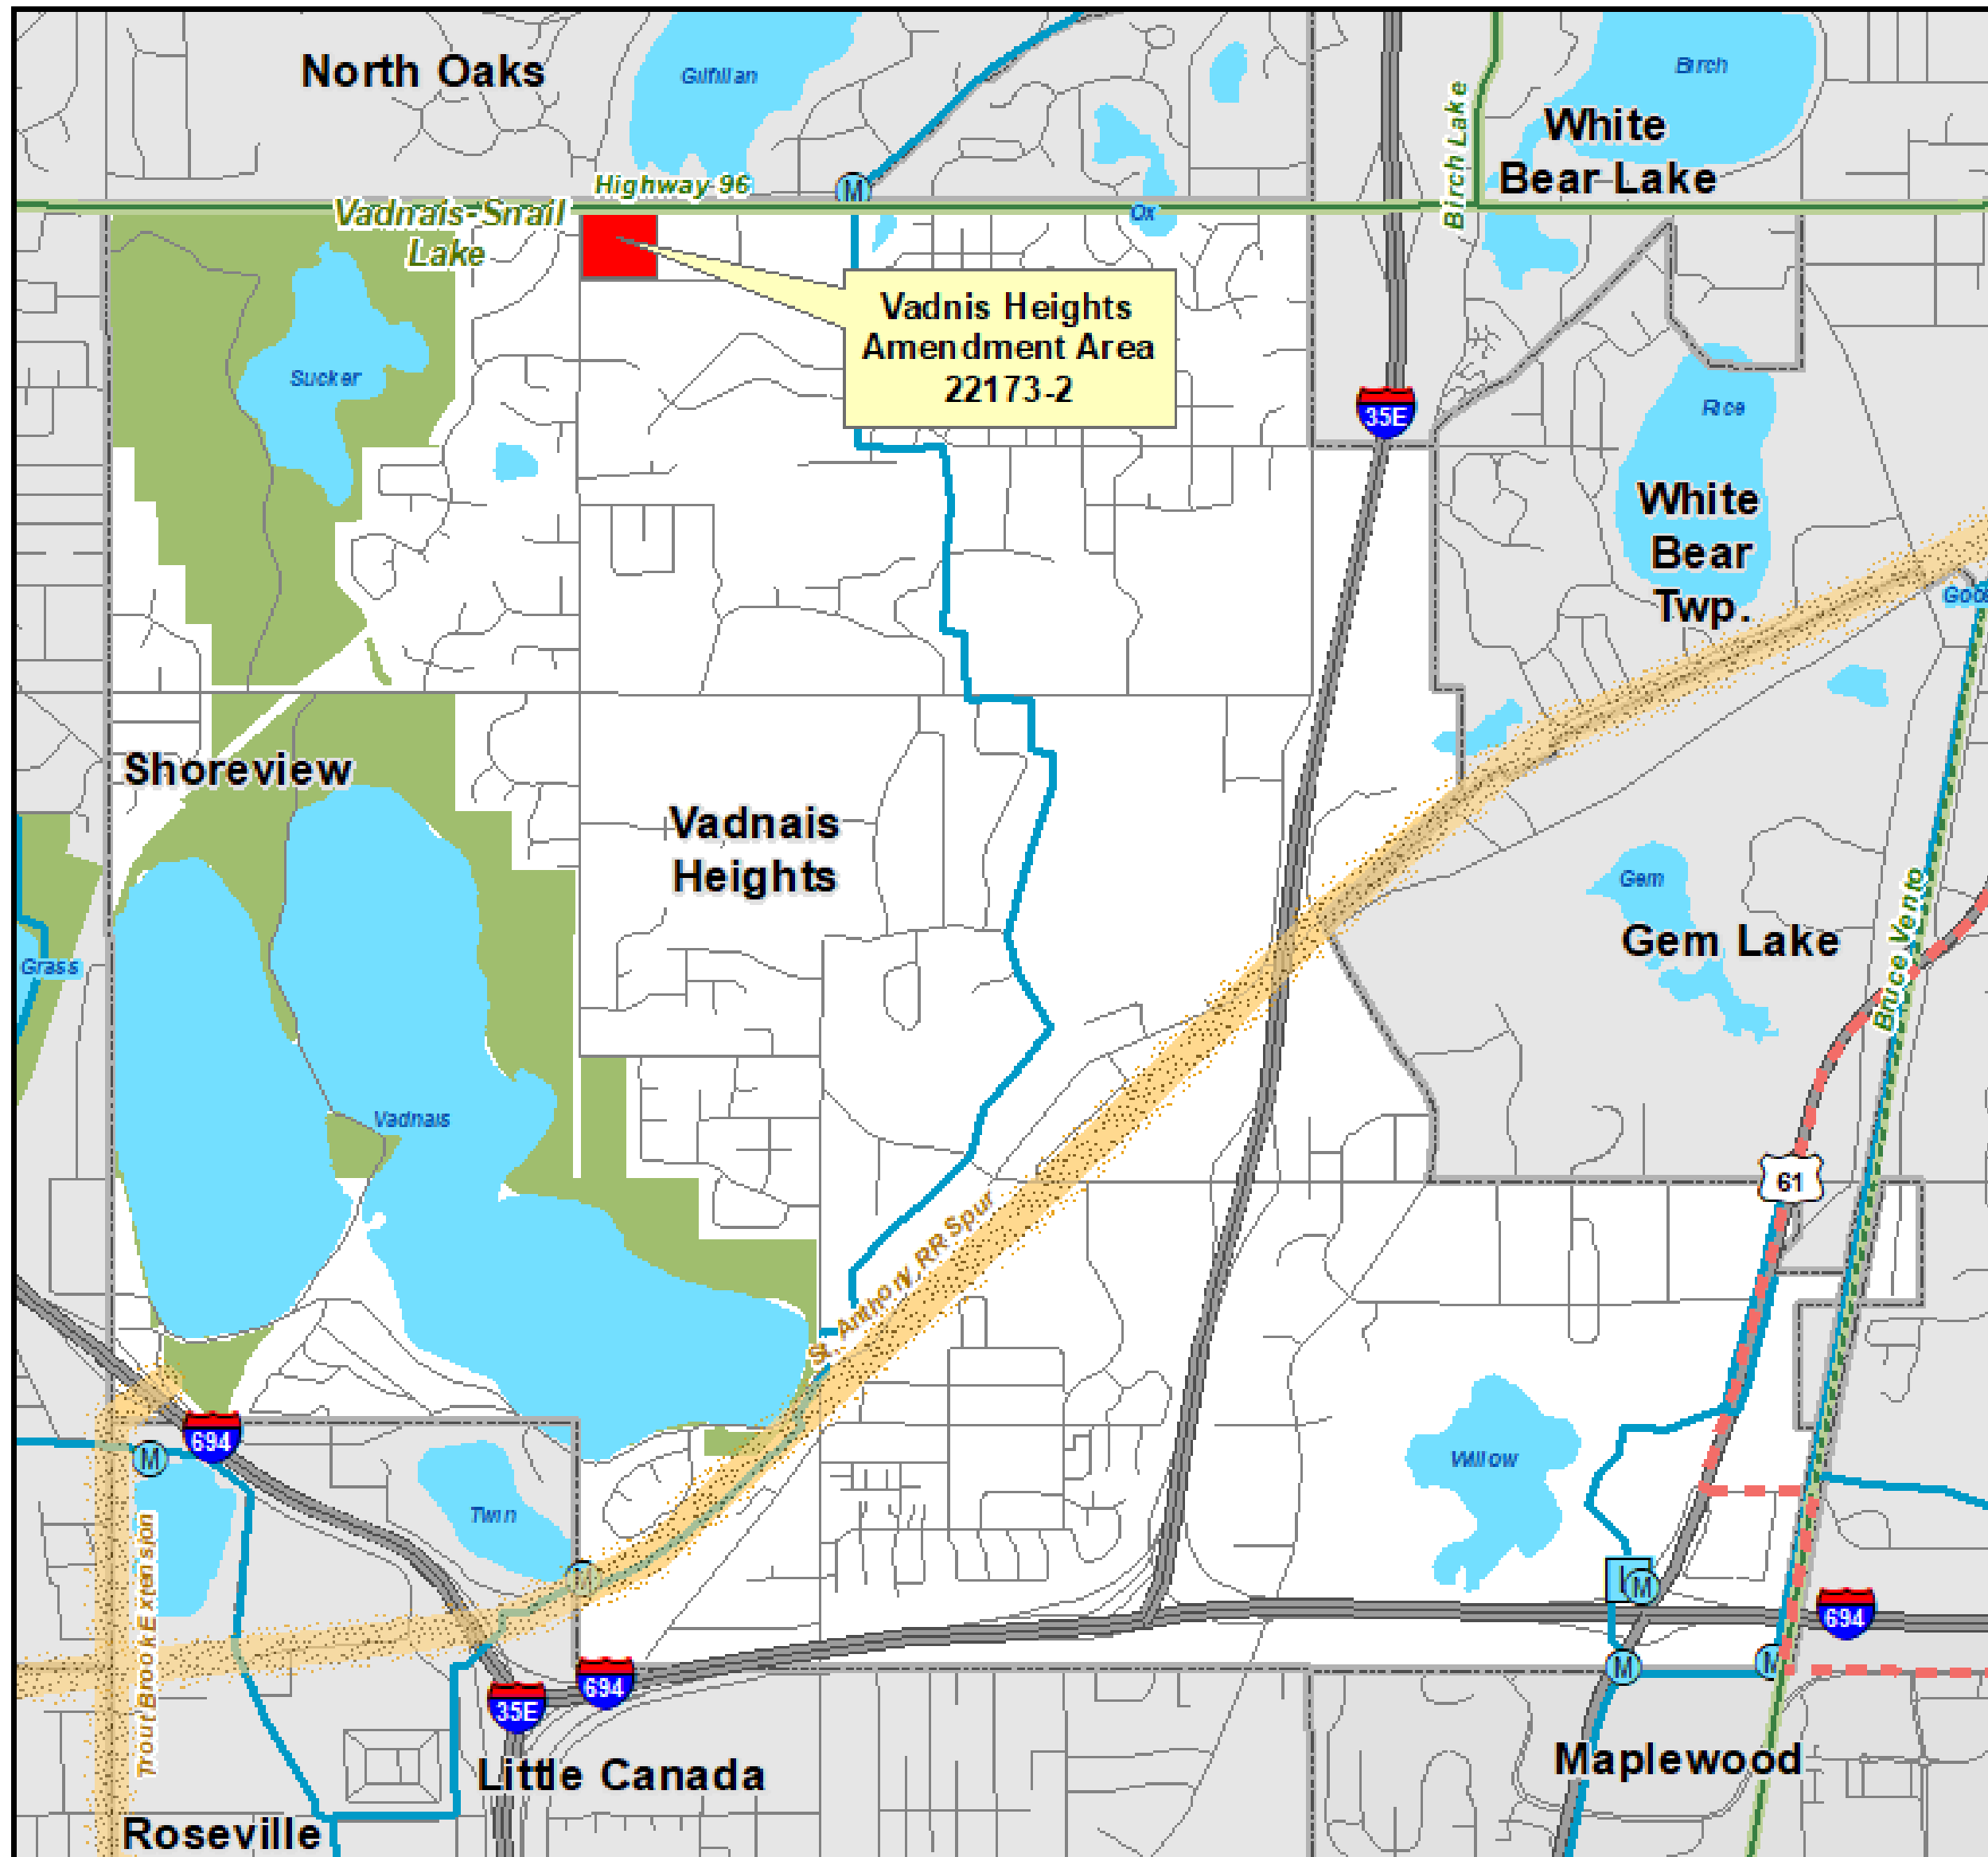 North Oaks
Gilfillan
Birch
White
Bear Lake
Birch Lake
M
Highway 96
Vadnais-Snail
Lake
Ox
Vadnis Heights
Amendment Area
22173-2
Sucker
35E
Rice
White
Bear
Twp.
Shoreview
Vadnais
Heights
Gem
Gem Lake
Bruce Vento
Grass
Vadnais
61
St. Anthony RR Spur
694
M
Willow
Twin
M
L
M
694
Trout Brook Extension
694
35E
M
M
Little Canada
Maplewood
Roseville